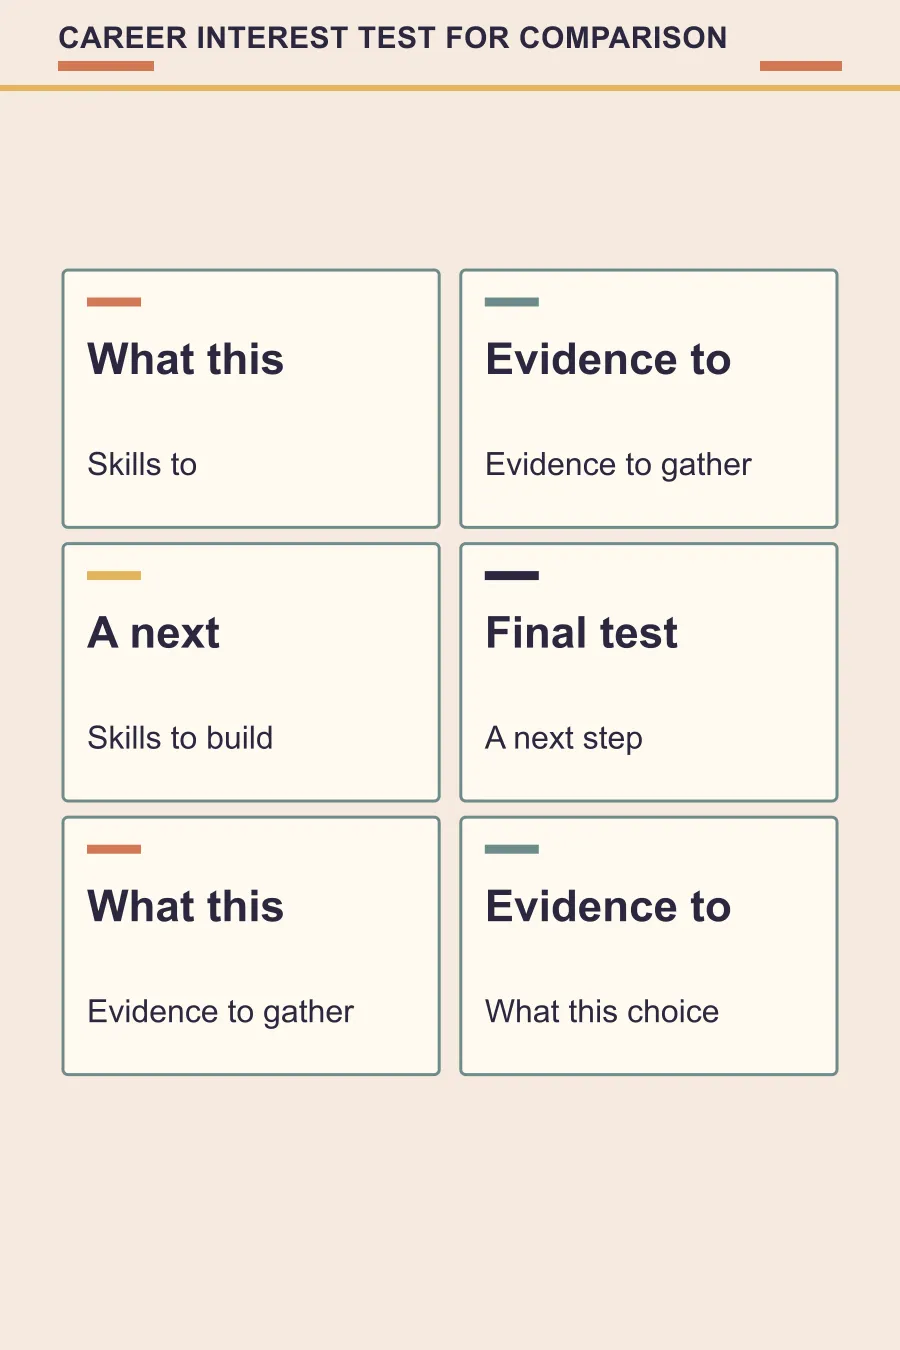 CAREER INTEREST TEST FOR COMPARISON
What this
Skills to
Evidence to
Evidence to gather
A next
Skills to build
Final test
A next step
What this
Evidence to gather
Evidence to
What this choice